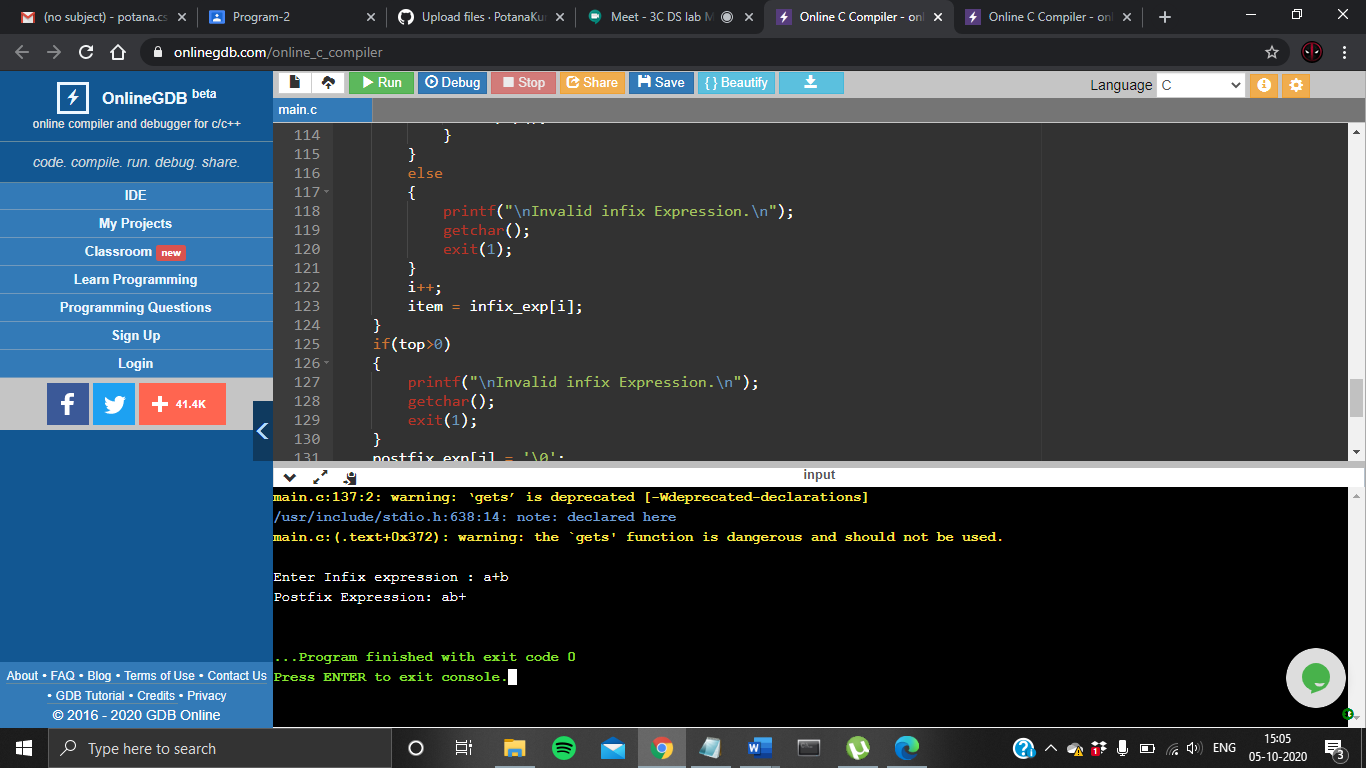 (no subject) - potana.cs
Program-2
Upload files · PotanaKu
Meet - 3C DS lab M
Online C Compiler - onl
Online C Compiler - onl
onlinegdb.com/online_c_compiler
OnlineGDB beta
online compiler and debugger for c/c++
code. compile. run. debug. share.
IDE
My Projects
Classroom new
Learn Programming
Programming Questions
Sign Up
Login
41.4K
About • FAQ • Blog • Terms of Use • Contact Us
• GDB Tutorial • Credits • Privacy
© 2016 - 2020 GDB Online
Run Debug Stop Share Save { } Beautify
Language C
main.c
114 }
115 }
116 else
117 {
118 printf("\nInvalid infix Expression.\n");
119 getchar();
120 exit(1);
121 }
122 i++;
123 item = infix_exp[i];
124 }
125 if(top>0)
126 {
127 printf("\nInvalid infix Expression.\n");
128 getchar();
129 exit(1);
130 }
131 postfix_exp[j] = '\0';
input
main.c:137:2: warning: ‘gets’ is deprecated [-Wdeprecated-declarations]
/usr/include/stdio.h:638:14: note: declared here
main.c:(.text+0x372): warning: the `gets' function is dangerous and should not be used.
Enter Infix expression : a+b
Postfix Expression: ab+
...Program finished with exit code 0
Press ENTER to exit console.
Type here to search
ENG
15:05
05-10-2020
3